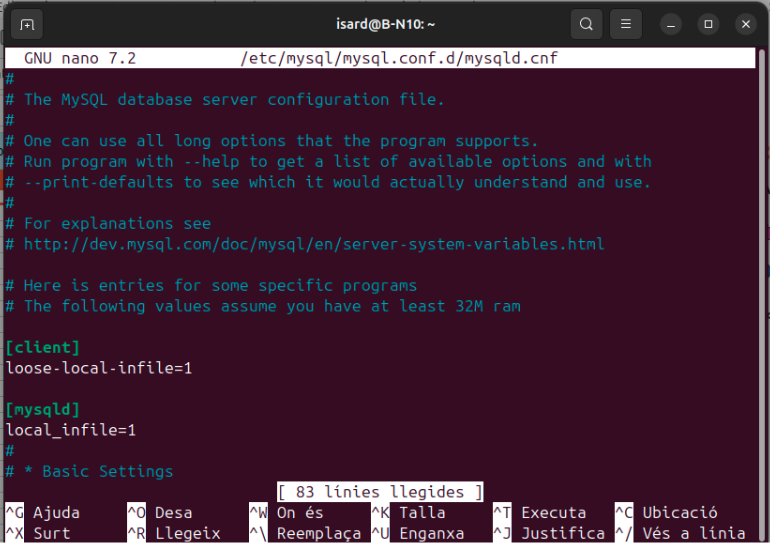 isard@B-N10: ~
GNU nano 7.2 /etc/mysql/mysql.conf.d/mysqld.cnf
#
# The MySQL database server configuration file.
#
# One can use all long options that the program supports.
# Run program with --help to get a list of available options and with
# --print-defaults to see which it would actually understand and use.
#
# For explanations see
# http://dev.mysql.com/doc/mysql/en/server-system-variables.html
# Here is entries for some specific programs
# The following values assume you have at least 32M ram
[client]
loose-local-infile=1
[mysqld]
local_infile=1
#
# * Basic Settings
[ 83 línies llegides ]
^G Ajuda ^O Desa ^W On és ^K Talla ^T Executa ^C Ubicació
^X Surt ^R Llegeix ^\ Reemplaça ^U Enganxa ^J Justifica ^/ Vés a línia